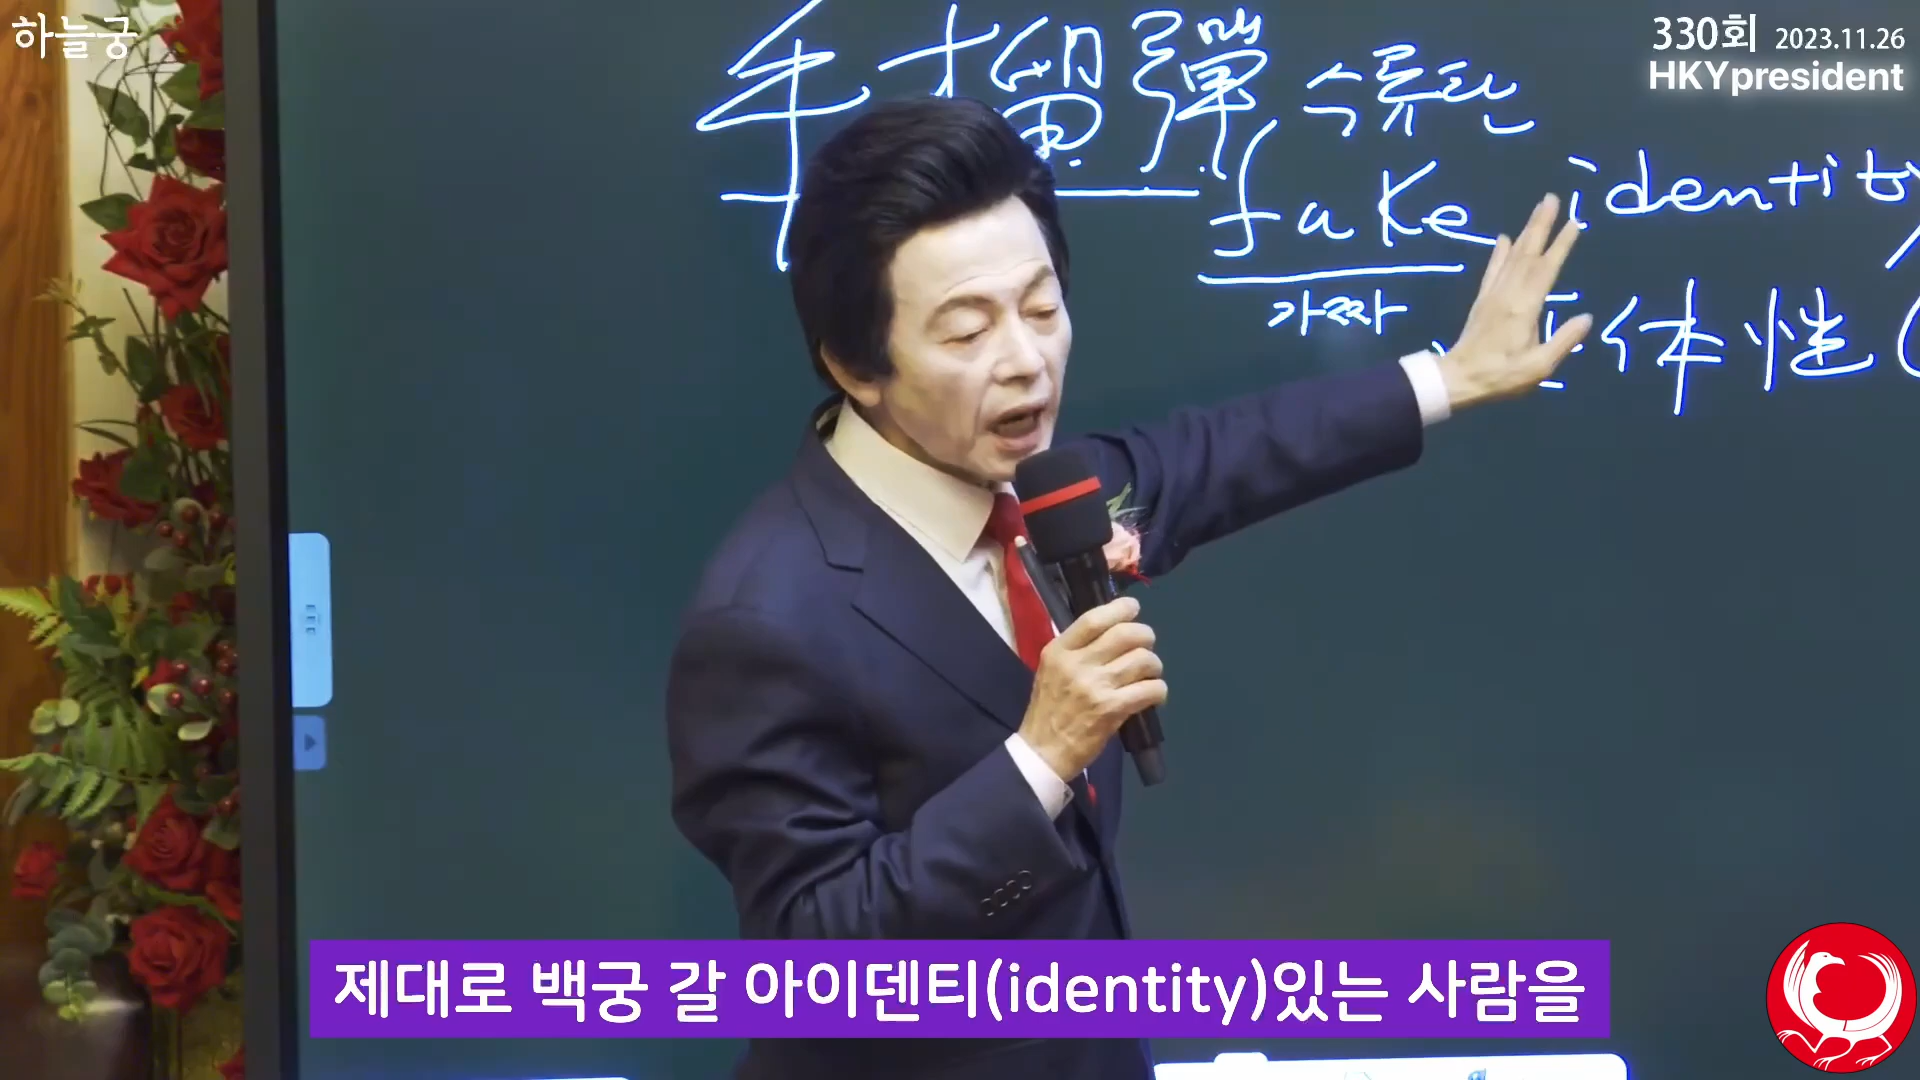 하늘궁
330회 2023.11.26
HKYpresident
手榴彈 수류탄
fake identity
가짜
体性
제대로 백궁 갈 아이덴티(identity)있는 사람을